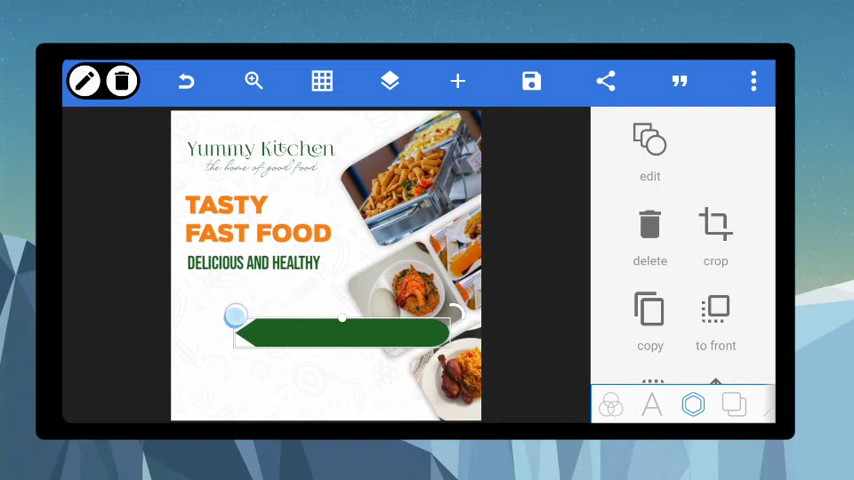 Yummy Kitchen
the home of good food
TASTY
FAST FOOD
DELICIOUS AND HEALTHY
edit
delete
crop
copy
to front